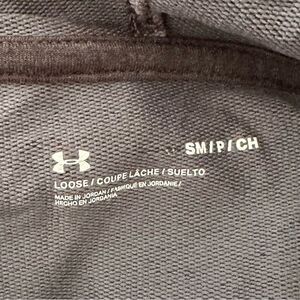 SM/P/CH
LOOSE / COUPE LÂCHE / SUELTO
MADE IN JORDAN / FABRIQUÉ EN JORDANIE /
HECHO EN JORDANIA